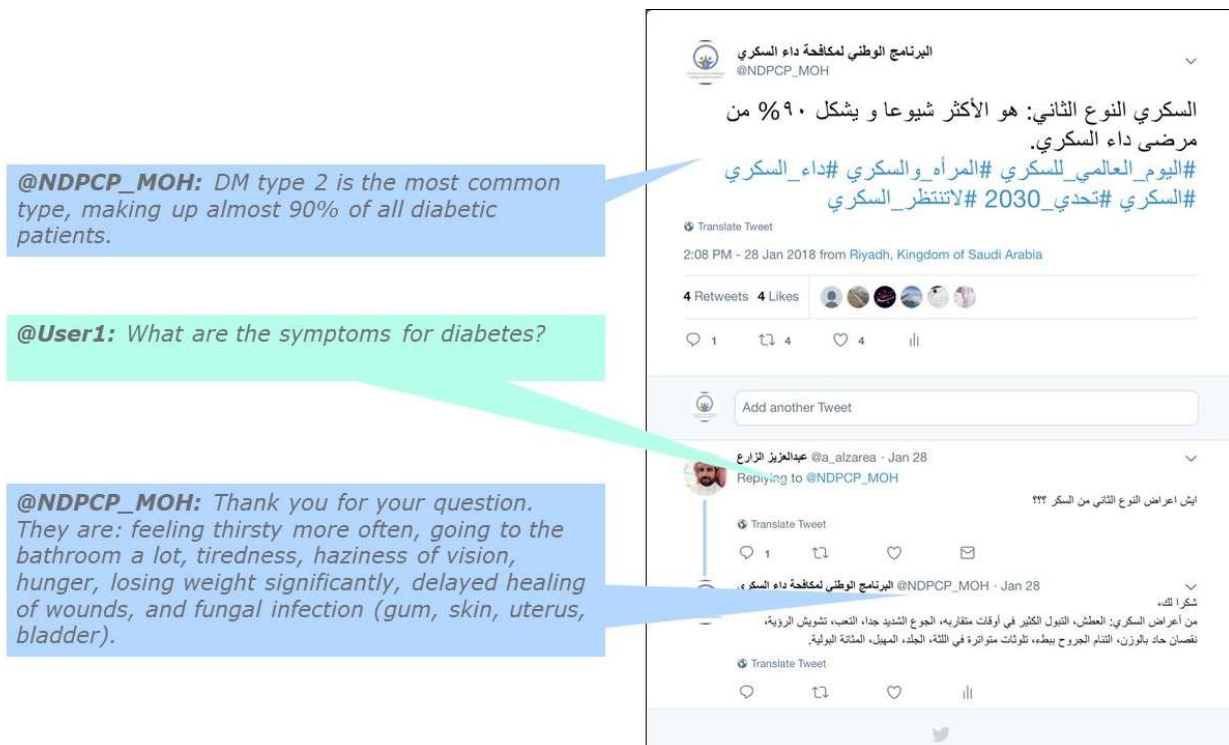 @NDPCP_MOH: DM type 2 is the most common
type, making up almost 90% of all diabetic
patients.
@User1: What are the symptoms for diabetes?
@NDPCP_MOH: Thank you for your question.
They are: feeling thirsty more often, going to the
bathroom a lot, tiredness, haziness of vision,
hunger, losing weight significantly, delayed healing
of wounds, and fungal infection (gum, skin, uterus,
bladder).
البرنامج الوطني لمكافحة داء السكري
@NDPCP_MOH
السكري النوع الثاني: هو الأكثر شيوعا و يشكل ٩٠% من
مرضى داء السكري.
#اليوم_العالمي_للسكري #المرأه_والسكري #داء_السكري
#السكري #تحدي_2030 #لاتنتظر_السكري
Translate Tweet
2:08 PM - 28 Jan 2018 from Riyadh, Kingdom of Saudi Arabia
4 Retweets 4 Likes
1 4 4
Add another Tweet
عبدالعزيز الزارع @a_alzarea · Jan 28
Replying to @NDPCP_MOH
ايش اعراض النوع الثاني من السكر ؟؟؟
Translate Tweet
1
البرنامج الوطني لمكافحة داء السكري @NDPCP_MOH · Jan 28
شكرا لك،
من أعراض السكري: العطش، التبول الكثير في أوقات متقاربه، الجوع الشديد جدا، التعب، تشويش الرؤية،
نقصان حاد بالوزن، التئام الجروح ببطء، تلوثات متواترة في اللثة، الجلد، المهبل، المثانة البولية.
Translate Tweet